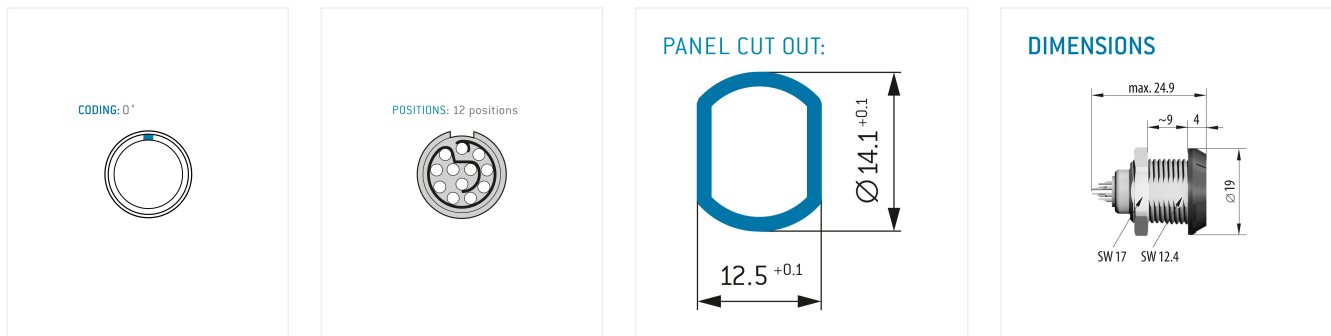 CODING: 0°
POSITIONS: 12 positions
PANEL CUT OUT:
Ø 14.1 +0.1
12.5 +0.1
DIMENSIONS
max. 24.9
~9
4
Ø 19
SW 17
SW 12.4